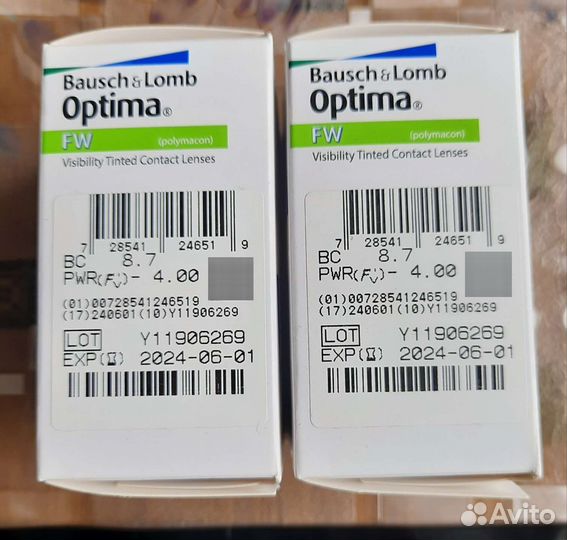 Bausch & Lomb
Optima®
FW (polymacon)
Visibility Tinted Contact Lenses
7 28541 24651 9
BC 8.7
PWR(F'v)- 4.00
(01)00728541246519
(17)240601(10)Y11906269
LOT Y11906269
EXP(⌛) 2024-06-01
Bausch & Lomb
Optima®
FW (polymacon)
Visibility Tinted Contact Lenses
7 28541 24651 9
BC 8.7
PWR(F'v)- 4.00
(01)00728541246519
(17)240601(10)Y11906269
LOT Y11906269
EXP(⌛) 2024-06-01
Avito